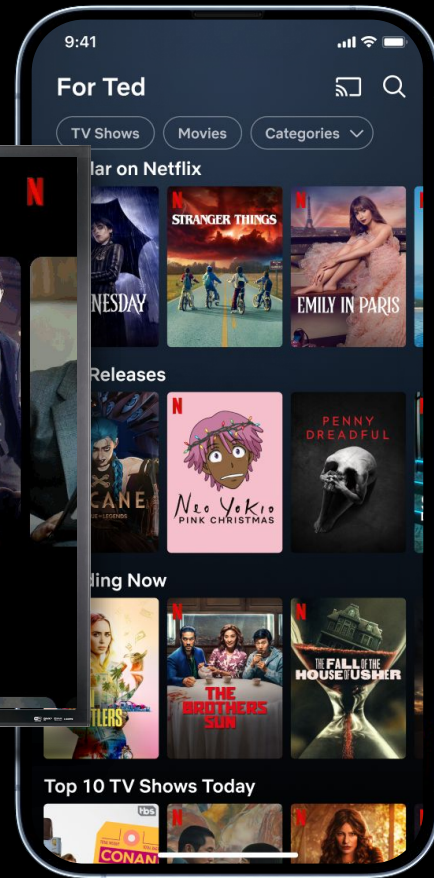 9:41
For Ted
TV Shows
Movies
Categories
lar on Netflix
N
N
N
NESDAY
STRANGER THINGS
EMILY IN PARIS
Releases
N
CANE
Neo Yokio
PINK CHRISTMAS
PENNY
DREADFUL
ding Now
N
N
TLERS
THE
BROTHERS
SUN
THE FALL OF THE
HOUSE OF USHER
Top 10 TV Shows Today
tbs
N
N
CONAN